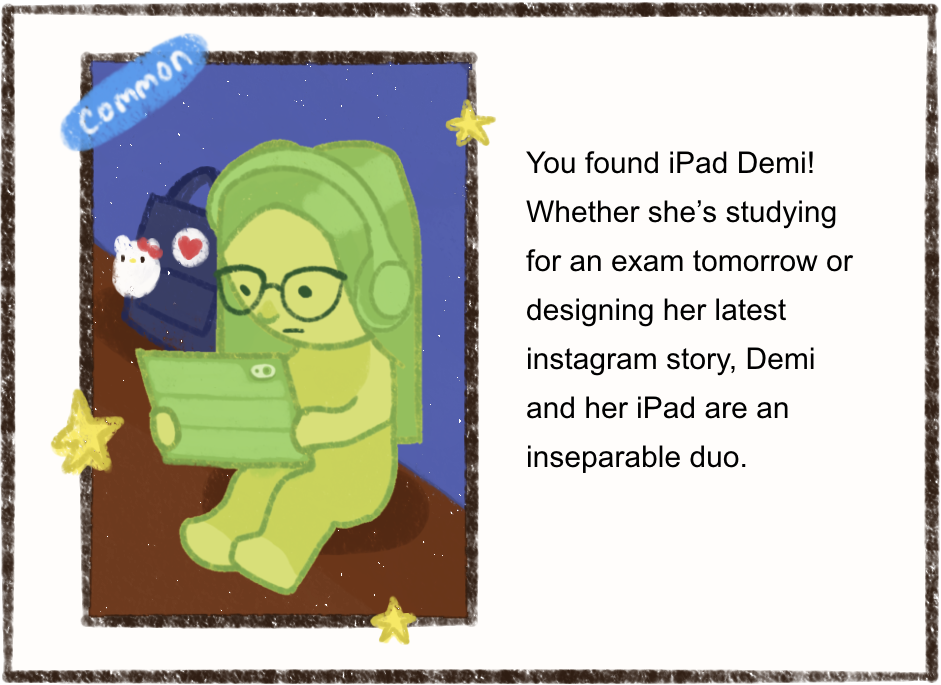 Common
You found iPad Demi!
Whether she’s studying
for an exam tomorrow or
designing her latest
instagram story, Demi
and her iPad are an
inseparable duo.